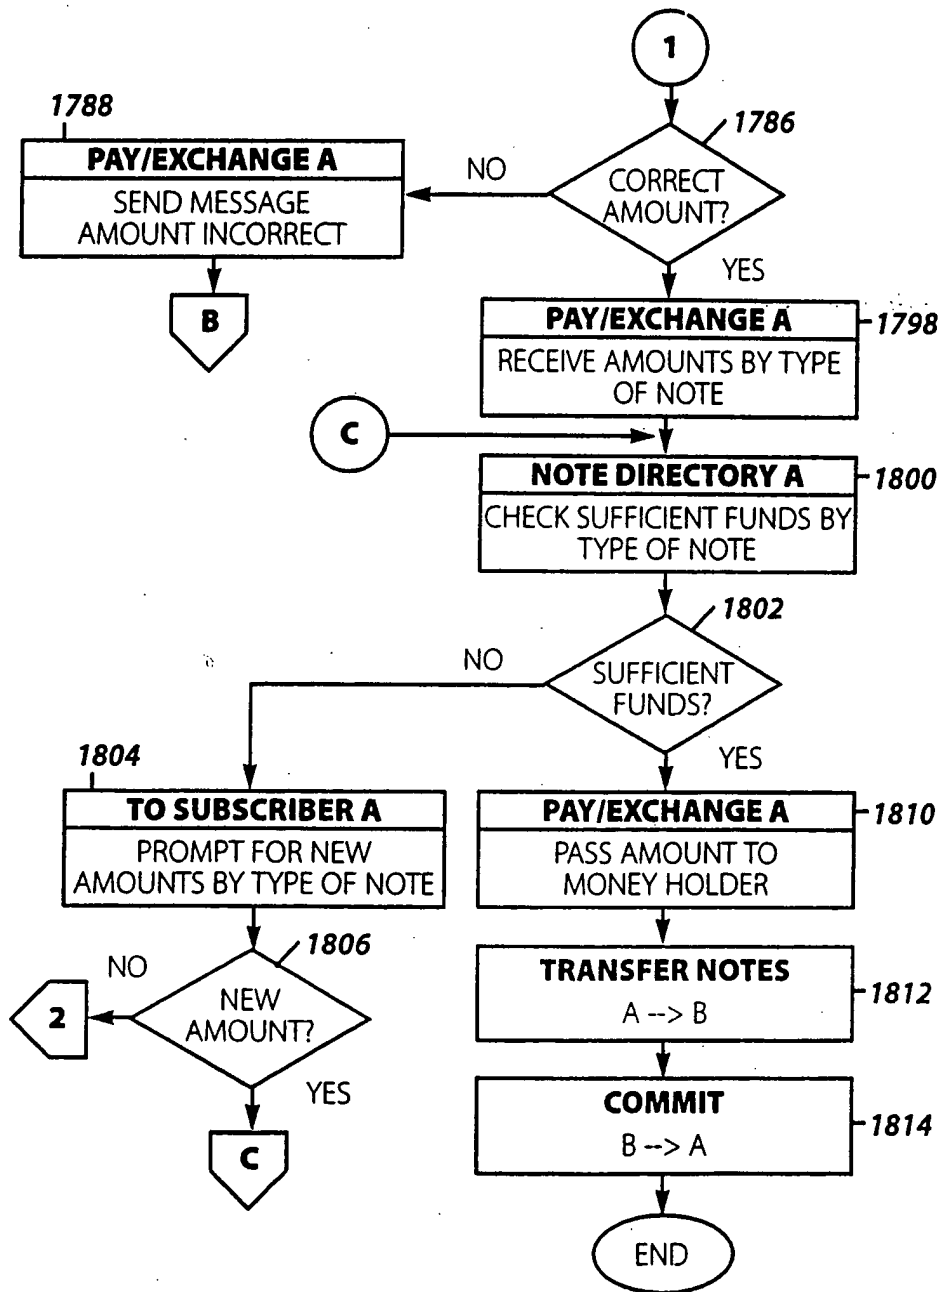 1
1788
1786
PAY/EXCHANGE A
NO
CORRECT
AMOUNT?
SEND MESSAGE
AMOUNT INCORRECT
YES
B
PAY/EXCHANGE A
1798
RECEIVE AMOUNTS BY TYPE
OF NOTE
C
NOTE DIRECTORY A
1800
CHECK SUFFICIENT FUNDS BY
TYPE OF NOTE
1802
NO
SUFFICIENT
FUNDS?
YES
1804
TO SUBSCRIBER A
PROMPT FOR NEW
AMOUNTS BY TYPE OF NOTE
PAY/EXCHANGE A
1810
PASS AMOUNT TO
MONEY HOLDER
1806
NO
2
NEW
AMOUNT?
YES
C
TRANSFER NOTES
1812
A --> B
COMMIT
1814
B --> A
END